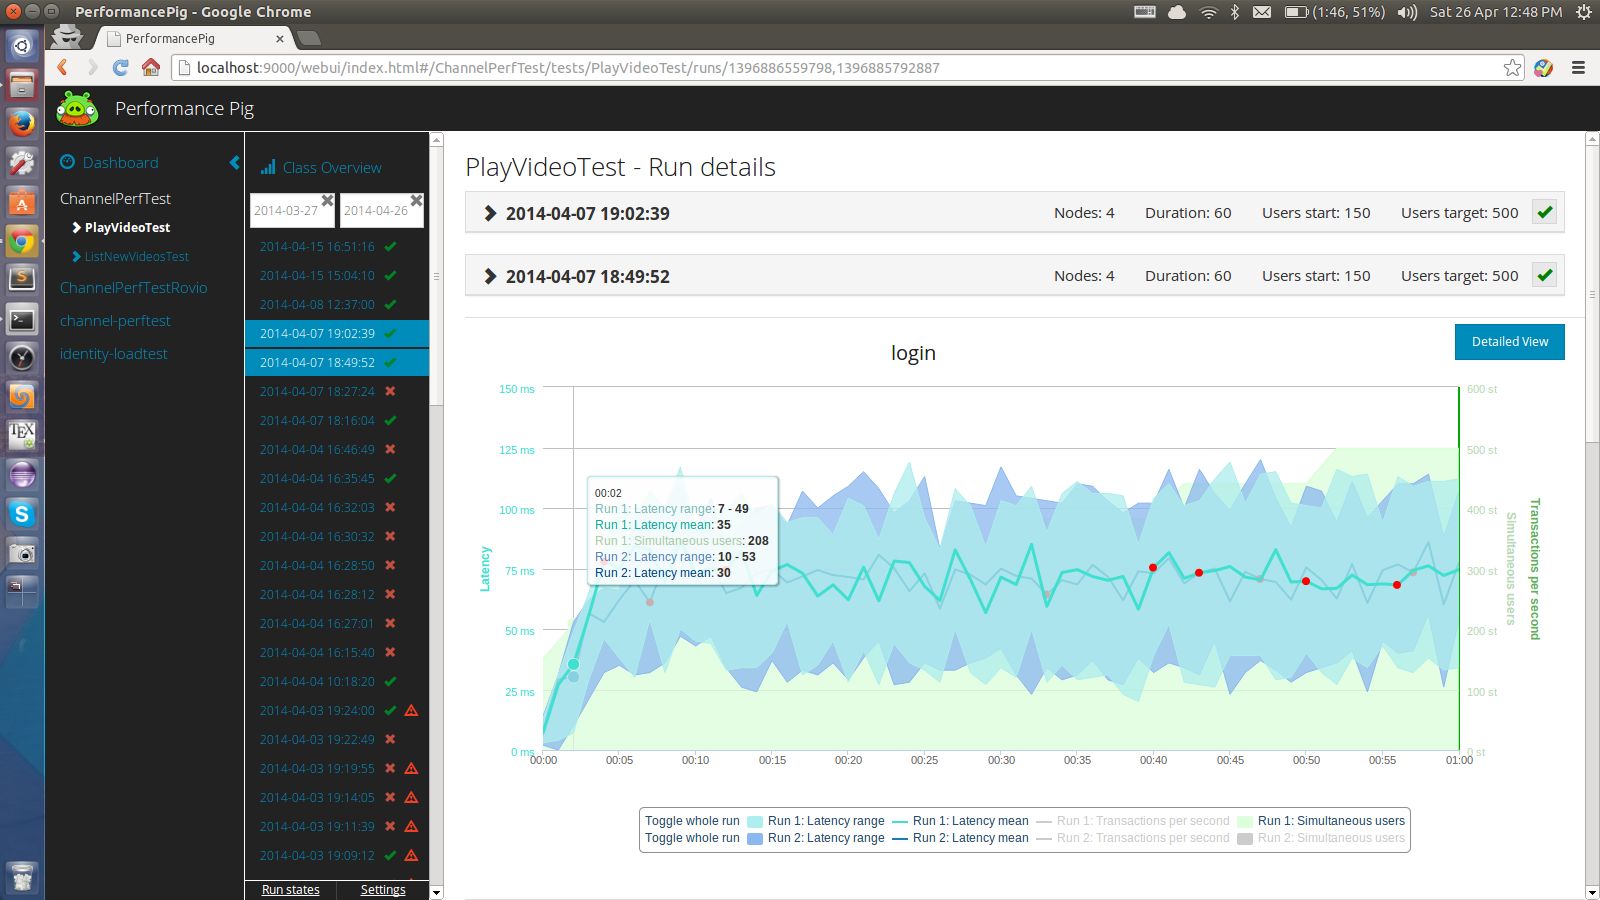 PerformancePig - Google Chrome
(1:46, 51%)
Sat 26 Apr 12:48 PM
PerformancePig
localhost:9000/webui/index.html#/ChannelPerfTest/tests/PlayVideoTest/runs/1396886559798,1396885792887
Performance Pig
Dashboard
ChannelPerfTest
PlayVideoTest
ListNewVideosTest
ChannelPerfTestRovio
channel-perftest
identity-loadtest
Class Overview
2014-03-27
2014-04-26
2014-04-15 16:51:16
2014-04-15 15:04:10
2014-04-08 12:37:00
2014-04-07 19:02:39
2014-04-07 18:49:52
2014-04-07 18:27:24
2014-04-07 18:16:04
2014-04-04 16:46:49
2014-04-04 16:35:45
2014-04-04 16:32:03
2014-04-04 16:30:32
2014-04-04 16:28:50
2014-04-04 16:28:12
2014-04-04 16:27:01
2014-04-04 16:15:40
2014-04-04 10:18:20
2014-04-03 19:24:00
2014-04-03 19:22:49
2014-04-03 19:19:55
2014-04-03 19:14:05
2014-04-03 19:11:39
2014-04-03 19:09:12
Run states
Settings
PlayVideoTest - Run details
2014-04-07 19:02:39 Nodes: 4 Duration: 60 Users start: 150 Users target: 500
2014-04-07 18:49:52 Nodes: 4 Duration: 60 Users start: 150 Users target: 500
Detailed View
login
150 ms
125 ms
100 ms
75 ms
50 ms
25 ms
0 ms
Latency
600 st
500 st
400 st
300 st
200 st
100 st
0 st
Simultaneous users
Transactions per second
00:02
Run 1: Latency range: 7 - 49
Run 1: Latency mean: 35
Run 1: Simultaneous users: 208
Run 2: Latency range: 10 - 53
Run 2: Latency mean: 30
00:00 00:05 00:10 00:15 00:20 00:25 00:30 00:35 00:40 00:45 00:50 00:55 01:00
Toggle whole run Run 1: Latency range Run 1: Latency mean Run 1: Transactions per second Run 1: Simultaneous users
Toggle whole run Run 2: Latency range Run 2: Latency mean Run 2: Transactions per second Run 2: Simultaneous users
TEX
S